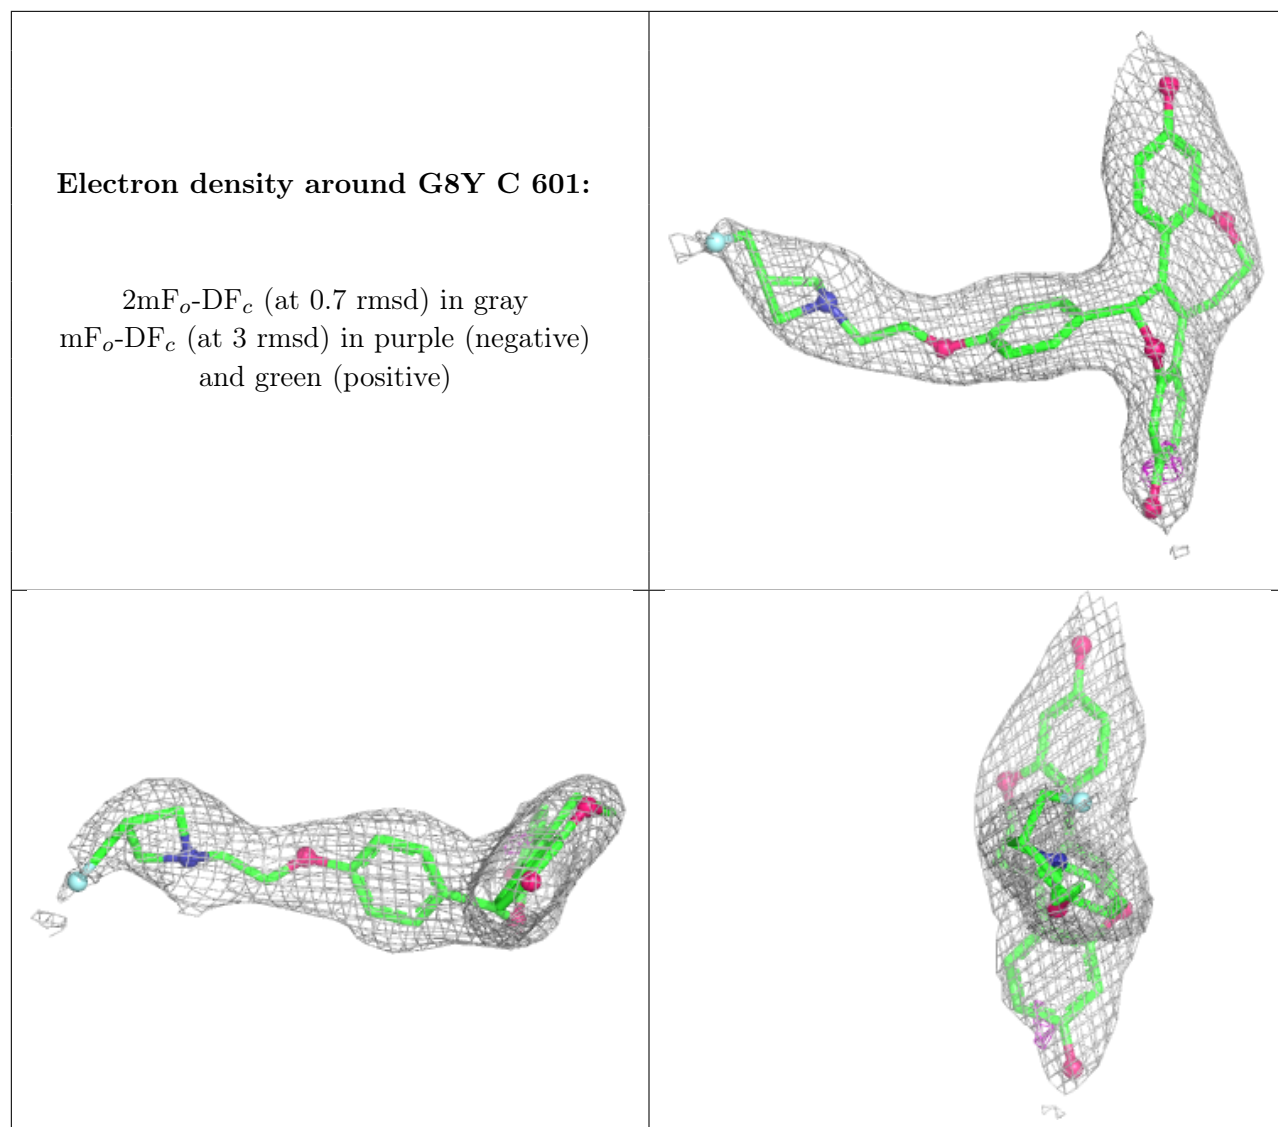 Electron density around G8Y C 601:
2mFo-DFc (at 0.7 rmsd) in gray
mFo-DFc (at 3 rmsd) in purple (negative)
and green (positive)